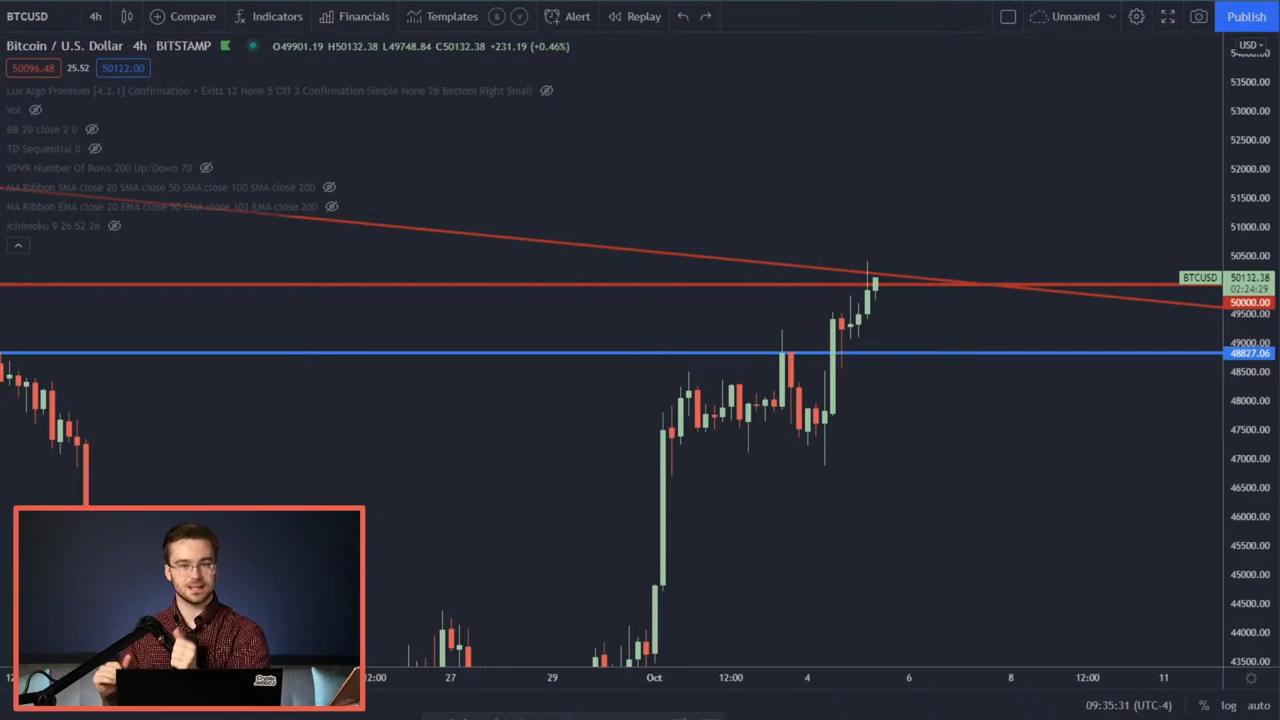 BTCUSD 4h Compare Indicators Financials Templates B Y Alert Replay Unnamed Publish
Bitcoin / U.S. Dollar 4h BITSTAMP O49901.19 H50132.38 L49748.84 C50132.38 +231.19 (+0.46%)
50096.48 25.52 50122.00
Lux Algo Premium [4.2.1] Confirmation • Exits 12 None 5 Off 3 Confirmation Simple None 26 Bottom Right Small
Vol
BB 20 close 2 0
TD Sequential 0
VPVR Number Of Rows 200 Up/Down 70
MA Ribbon SMA close 20 SMA close 50 SMA close 100 SMA close 200
MA Ribbon EMA close 20 EMA close 50 EMA close 101 EMA close 200
Ichimoku 9 26 52 26
USD
54000.00
53500.00
53000.00
52500.00
52000.00
51500.00
51000.00
50500.00
BTCUSD 50132.38
02:24:29
50000.00
49500.00
49000.00
48827.06
48500.00
48000.00
47500.00
47000.00
46500.00
46000.00
45500.00
45000.00
44500.00
44000.00
43500.00
Crypto
12:00 27 29 Oct 12:00 4 6 8 12:00 11
09:35:31 (UTC-4) % log auto